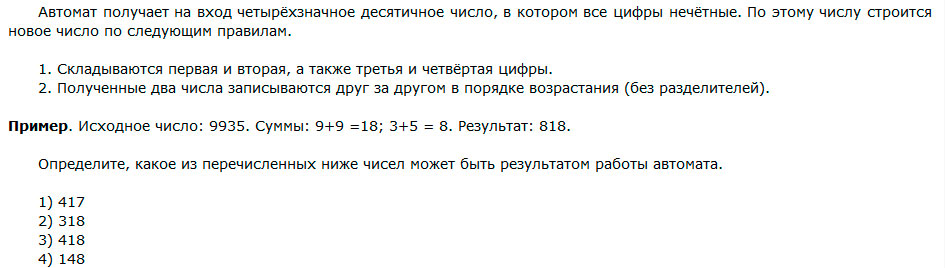 Автомат получает на вход четырёхзначное десятичное число, в котором все цифры нечётные. По этому числу строится
новое число по следующим правилам.
1. Складываются первая и вторая, а также третья и четвёртая цифры.
2. Полученные два числа записываются друг за другом в порядке возрастания (без разделителей).
Пример. Исходное число: 9935. Суммы: 9+9 =18; 3+5 = 8. Результат: 818.
Определите, какое из перечисленных ниже чисел может быть результатом работы автомата.
1) 417
2) 318
3) 418
4) 148